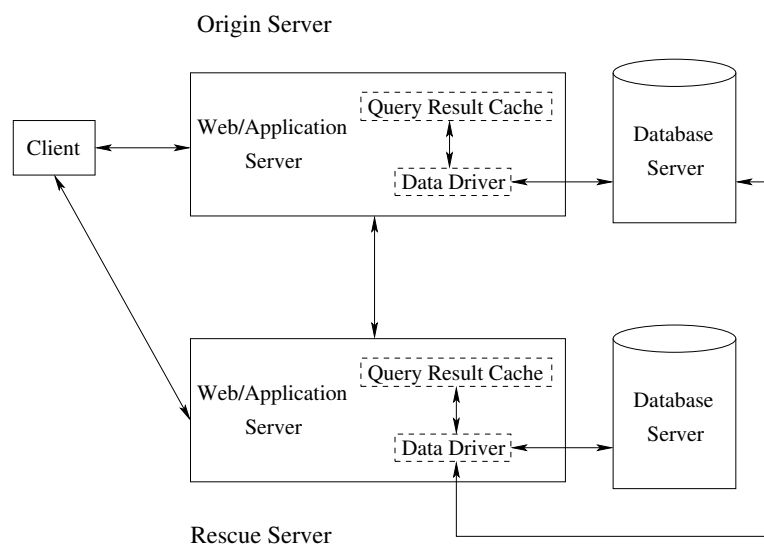 Origin Server
Query Result Cache
Web/Application
Server
Data Driver
Database
Server
Client
Query Result Cache
Web/Application
Server
Data Driver
Database
Server
Rescue Server